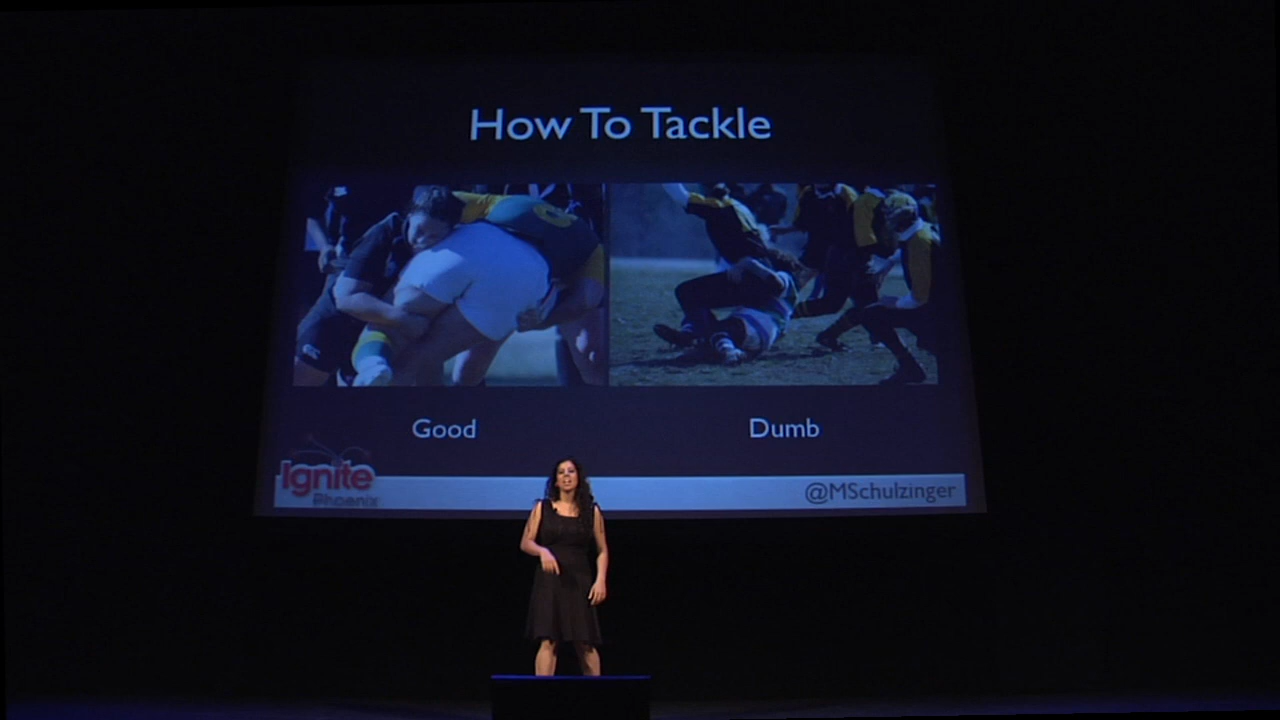 How To Tackle
Good
Dumb
Ignite
Phoenix
@MSchulzinger